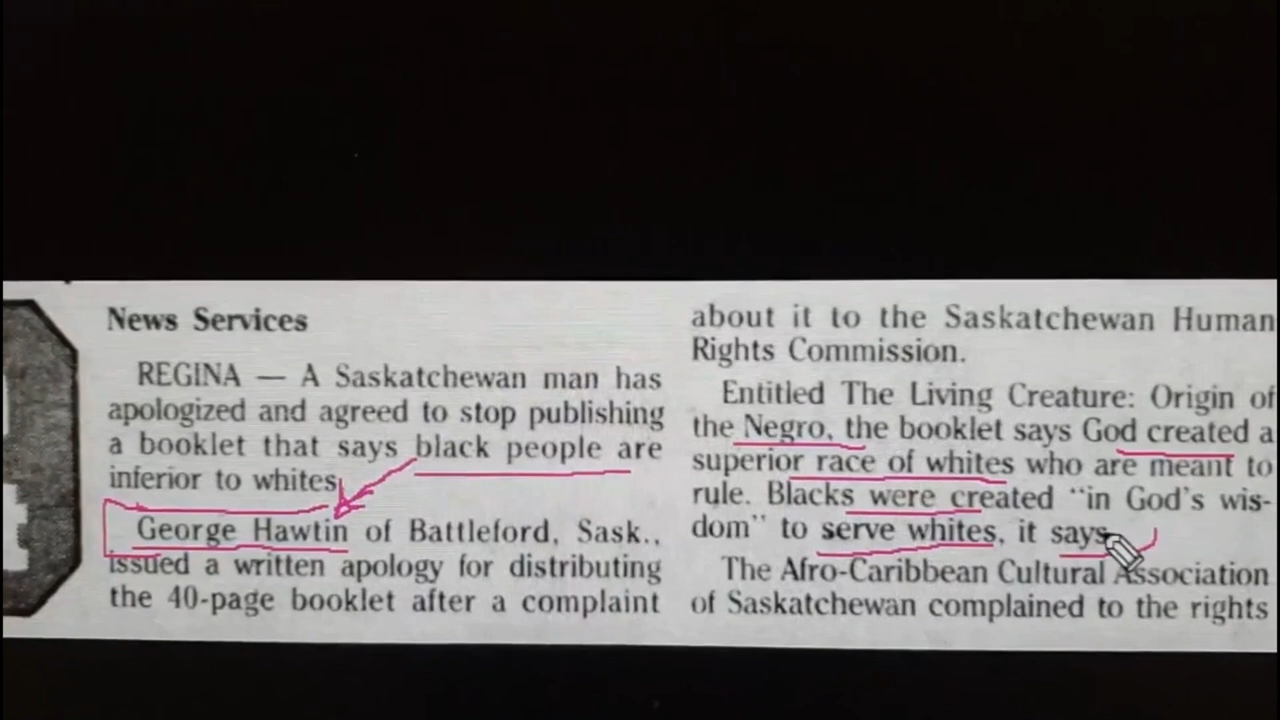 News Services
REGINA — A Saskatchewan man has
apologized and agreed to stop publishing
a booklet that says black people are
inferior to whites.
George Hawtin of Battleford, Sask.,
issued a written apology for distributing
the 40-page booklet after a complaint
about it to the Saskatchewan Human
Rights Commission.
Entitled The Living Creature: Origin of
the Negro, the booklet says God created a
superior race of whites who are meant to
rule. Blacks were created "in God's wis-
dom" to serve whites, it says.
The Afro-Caribbean Cultural Association
of Saskatchewan complained to the rights